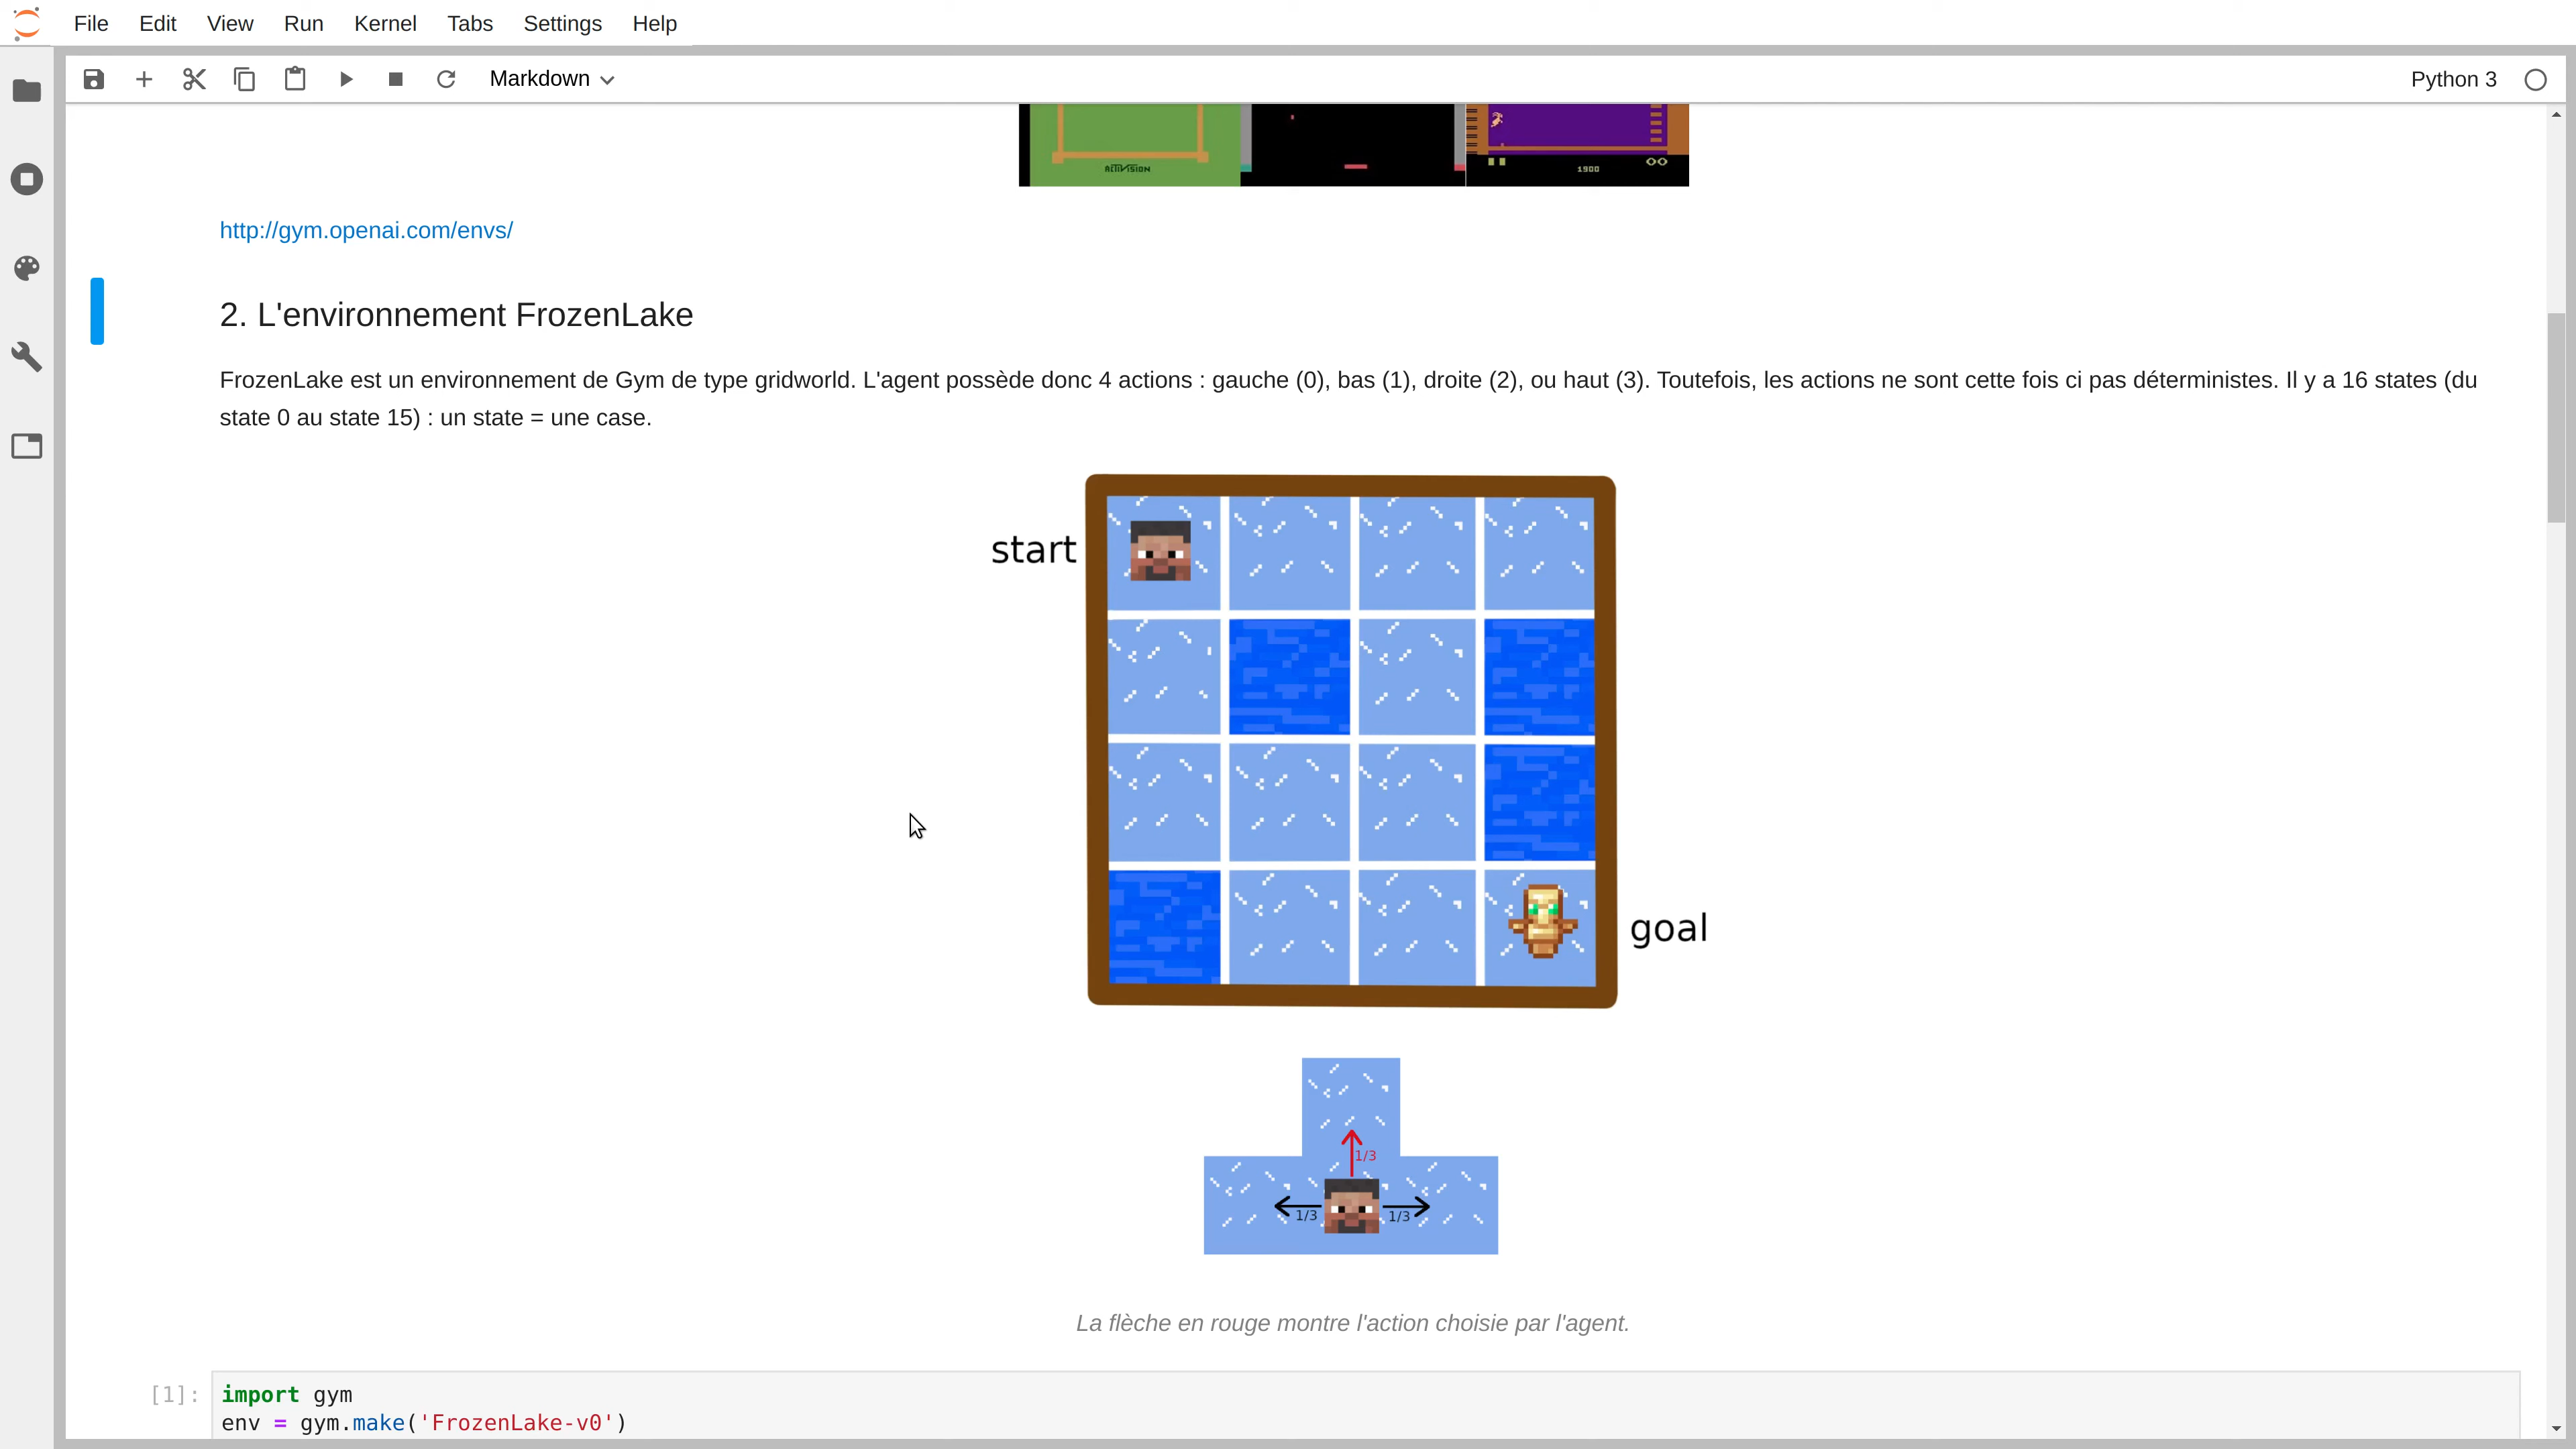 File Edit View Run Kernel Tabs Settings Help
Markdown
Python 3
ACTIVISION
1900
http://gym.openai.com/envs/
2. L'environnement FrozenLake
FrozenLake est un environnement de Gym de type gridworld. L'agent possède donc 4 actions : gauche (0), bas (1), droite (2), ou haut (3). Toutefois, les actions ne sont cette fois ci pas déterministes. Il y a 16 states (du
state 0 au state 15) : un state = une case.
start
goal
1/3
1/3 1/3
La flèche en rouge montre l'action choisie par l'agent.
[1]: import gym
env = gym.make('FrozenLake-v0')